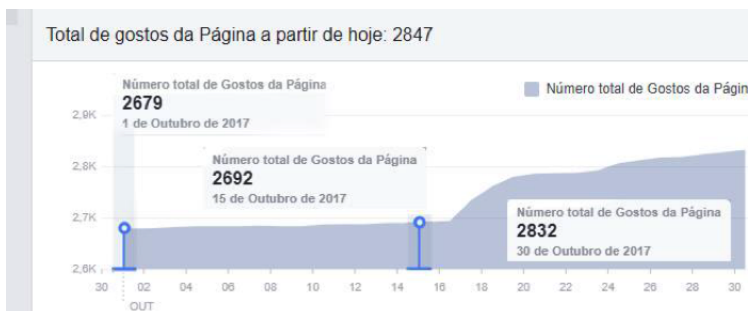 Total de gostos da Página a partir de hoje: 2847
Número total de Gostos da Página
2679
1 de Outubro de 2017
Número total de Gostos da Págin
2,9K
Número total de Gostos da Página
2692
15 de Outubro de 2017
2,8K
2,7K
Número total de Gostos da Página
2832
30 de Outubro de 2017
2,6K
30 02 04 06 08 10 12 14 16 18 20 22 24 26 28 30
OUT